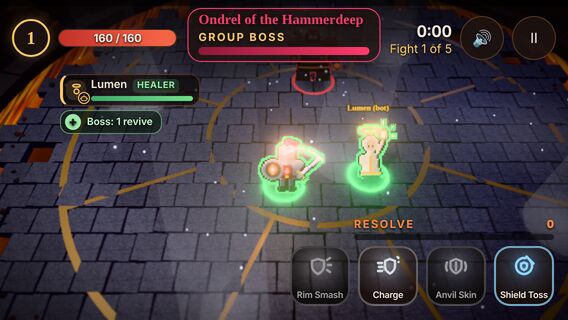 1
160 / 160
Ondrel of the Hammerdeep
GROUP BOSS
0:00
Fight 1 of 5
Lumen HEALER
Boss: 1 revive
Lumen (bot)
RESOLVE 0
Rim Smash
Charge
Anvil Skin
Shield Toss